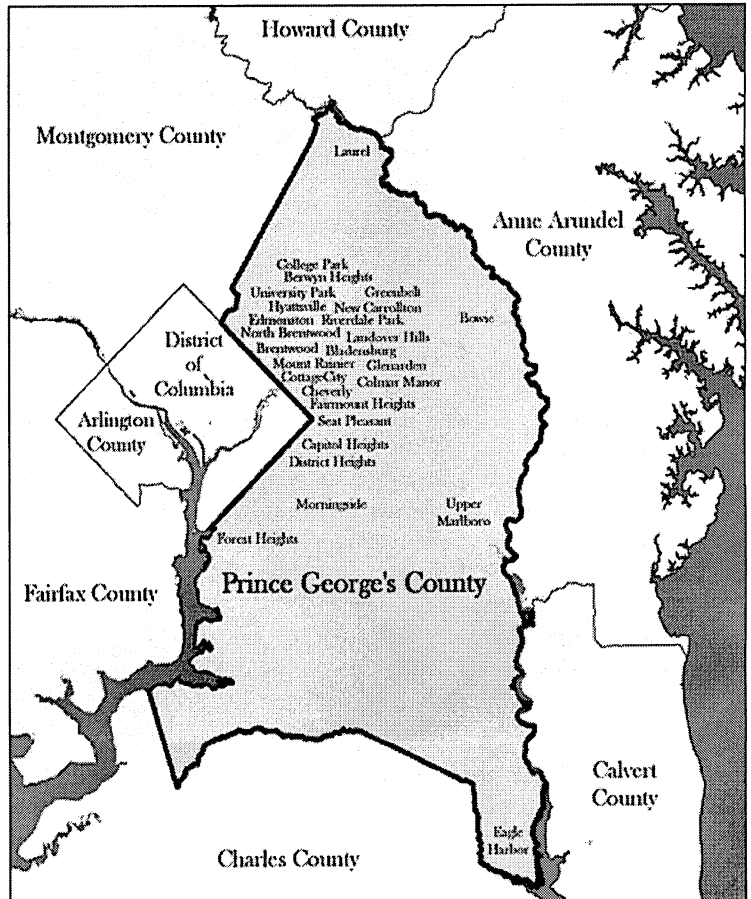 Howard County
Montgomery County
Laurel
Anne Arundel
County
College Park
Berwyn Heights
University Park
Greenbelt
Hyattsville
New Carrollton
Edmonston
Riverdale Park
Bowie
North Brentwood
Landover Hills
Brentwood
Bladensburg
Mount Rainier
Glenarden
Cottage City
Colmar Manor
Cheverly
Fairmount Heights
Seat Pleasant
Capitol Heights
District Heights
District
of
Columbia
Arlington
County
Morningside
Upper
Marlboro
Forest Heights
Fairfax County
Prince George's County
Calvert
County
Eagle
Harbor
Charles County